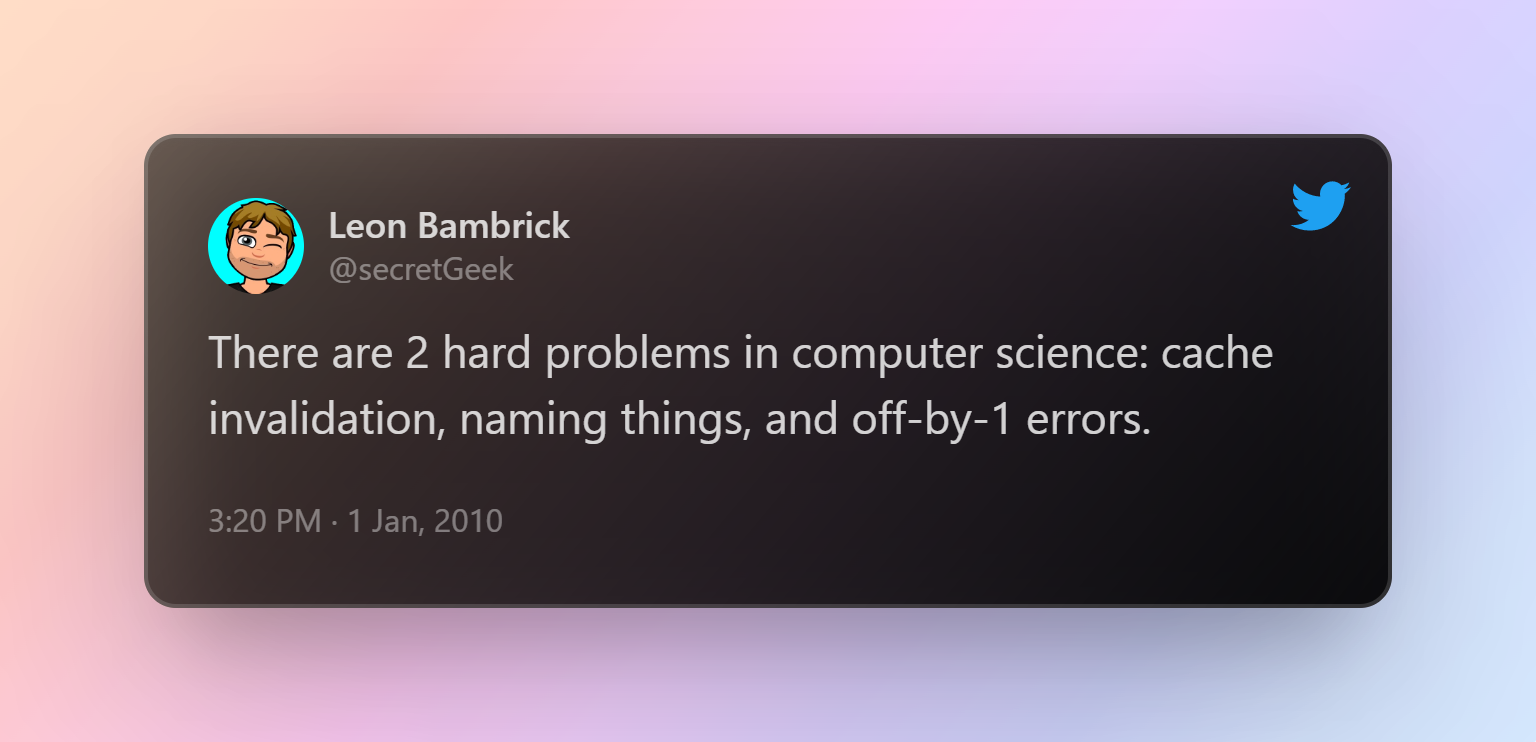 Leon Bambrick
@secretGeek
There are 2 hard problems in computer science: cache
invalidation, naming things, and off-by-1 errors.
3:20 PM · 1 Jan, 2010